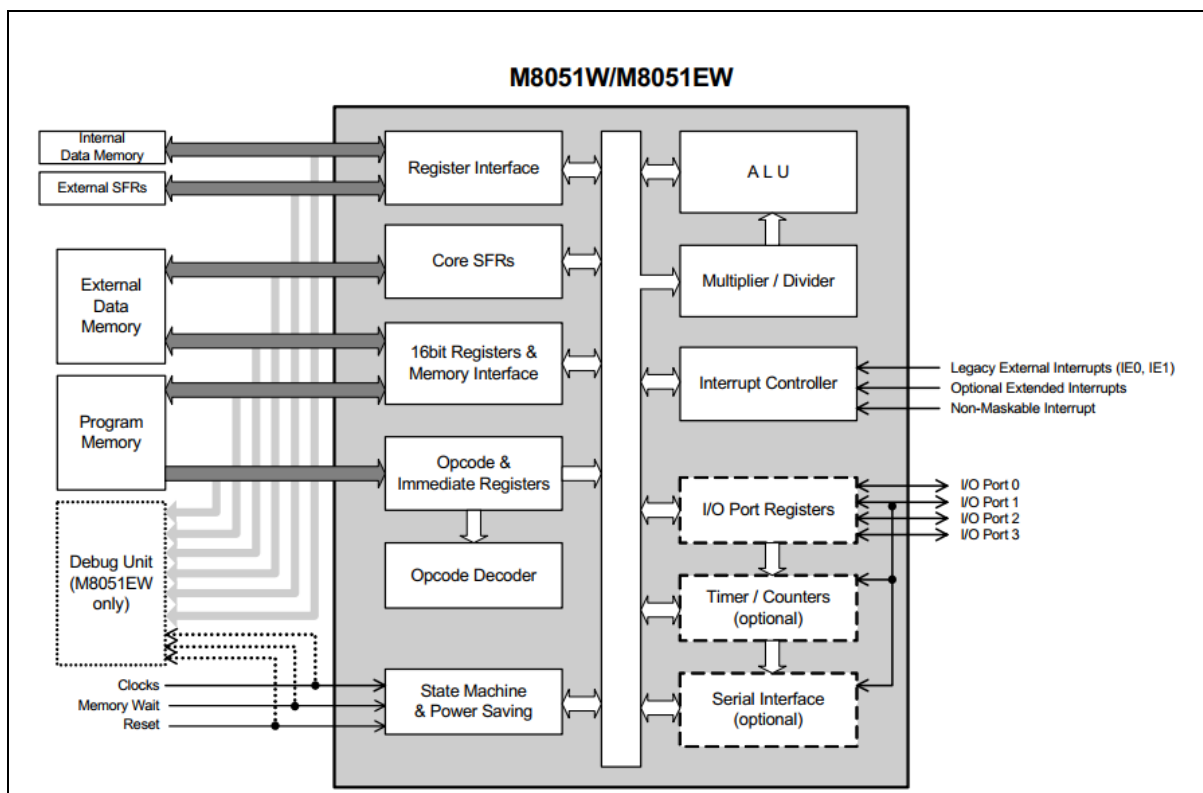 M8051W/M8051EW
Internal
Data Memory
External SFRs
External
Data
Memory
Program
Memory
Debug Unit
(M8051EW
only)
Clocks
Memory Wait
Reset
Register Interface
Core SFRs
16bit Registers &
Memory Interface
Opcode &
Immediate Registers
Opcode Decoder
State Machine
& Power Saving
A L U
Multiplier / Divider
Interrupt Controller
I/O Port Registers
Timer / Counters
(optional)
Serial Interface
(optional)
Legacy External Interrupts (IE0, IE1)
Optional Extended Interrupts
Non-Maskable Interrupt
I/O Port 0
I/O Port 1
I/O Port 2
I/O Port 3